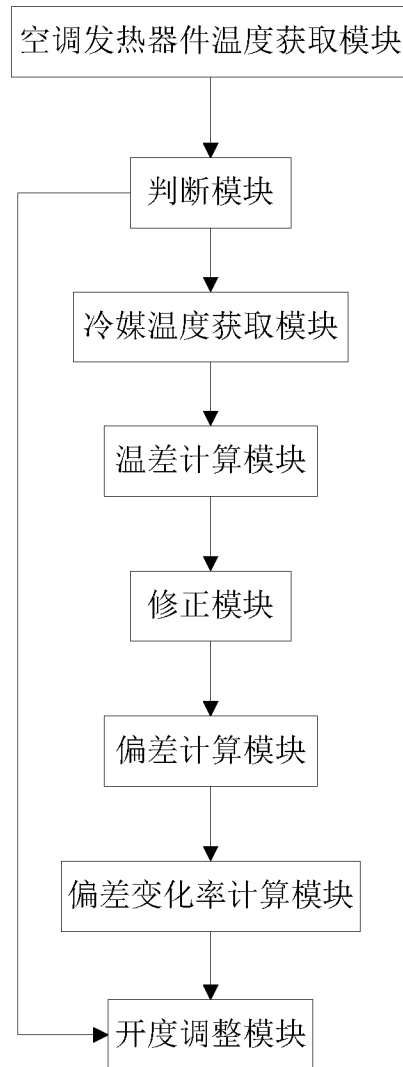 空调发热器件温度获取模块
判断模块
冷媒温度获取模块
温差计算模块
修正模块
偏差计算模块
偏差变化率计算模块
开度调整模块